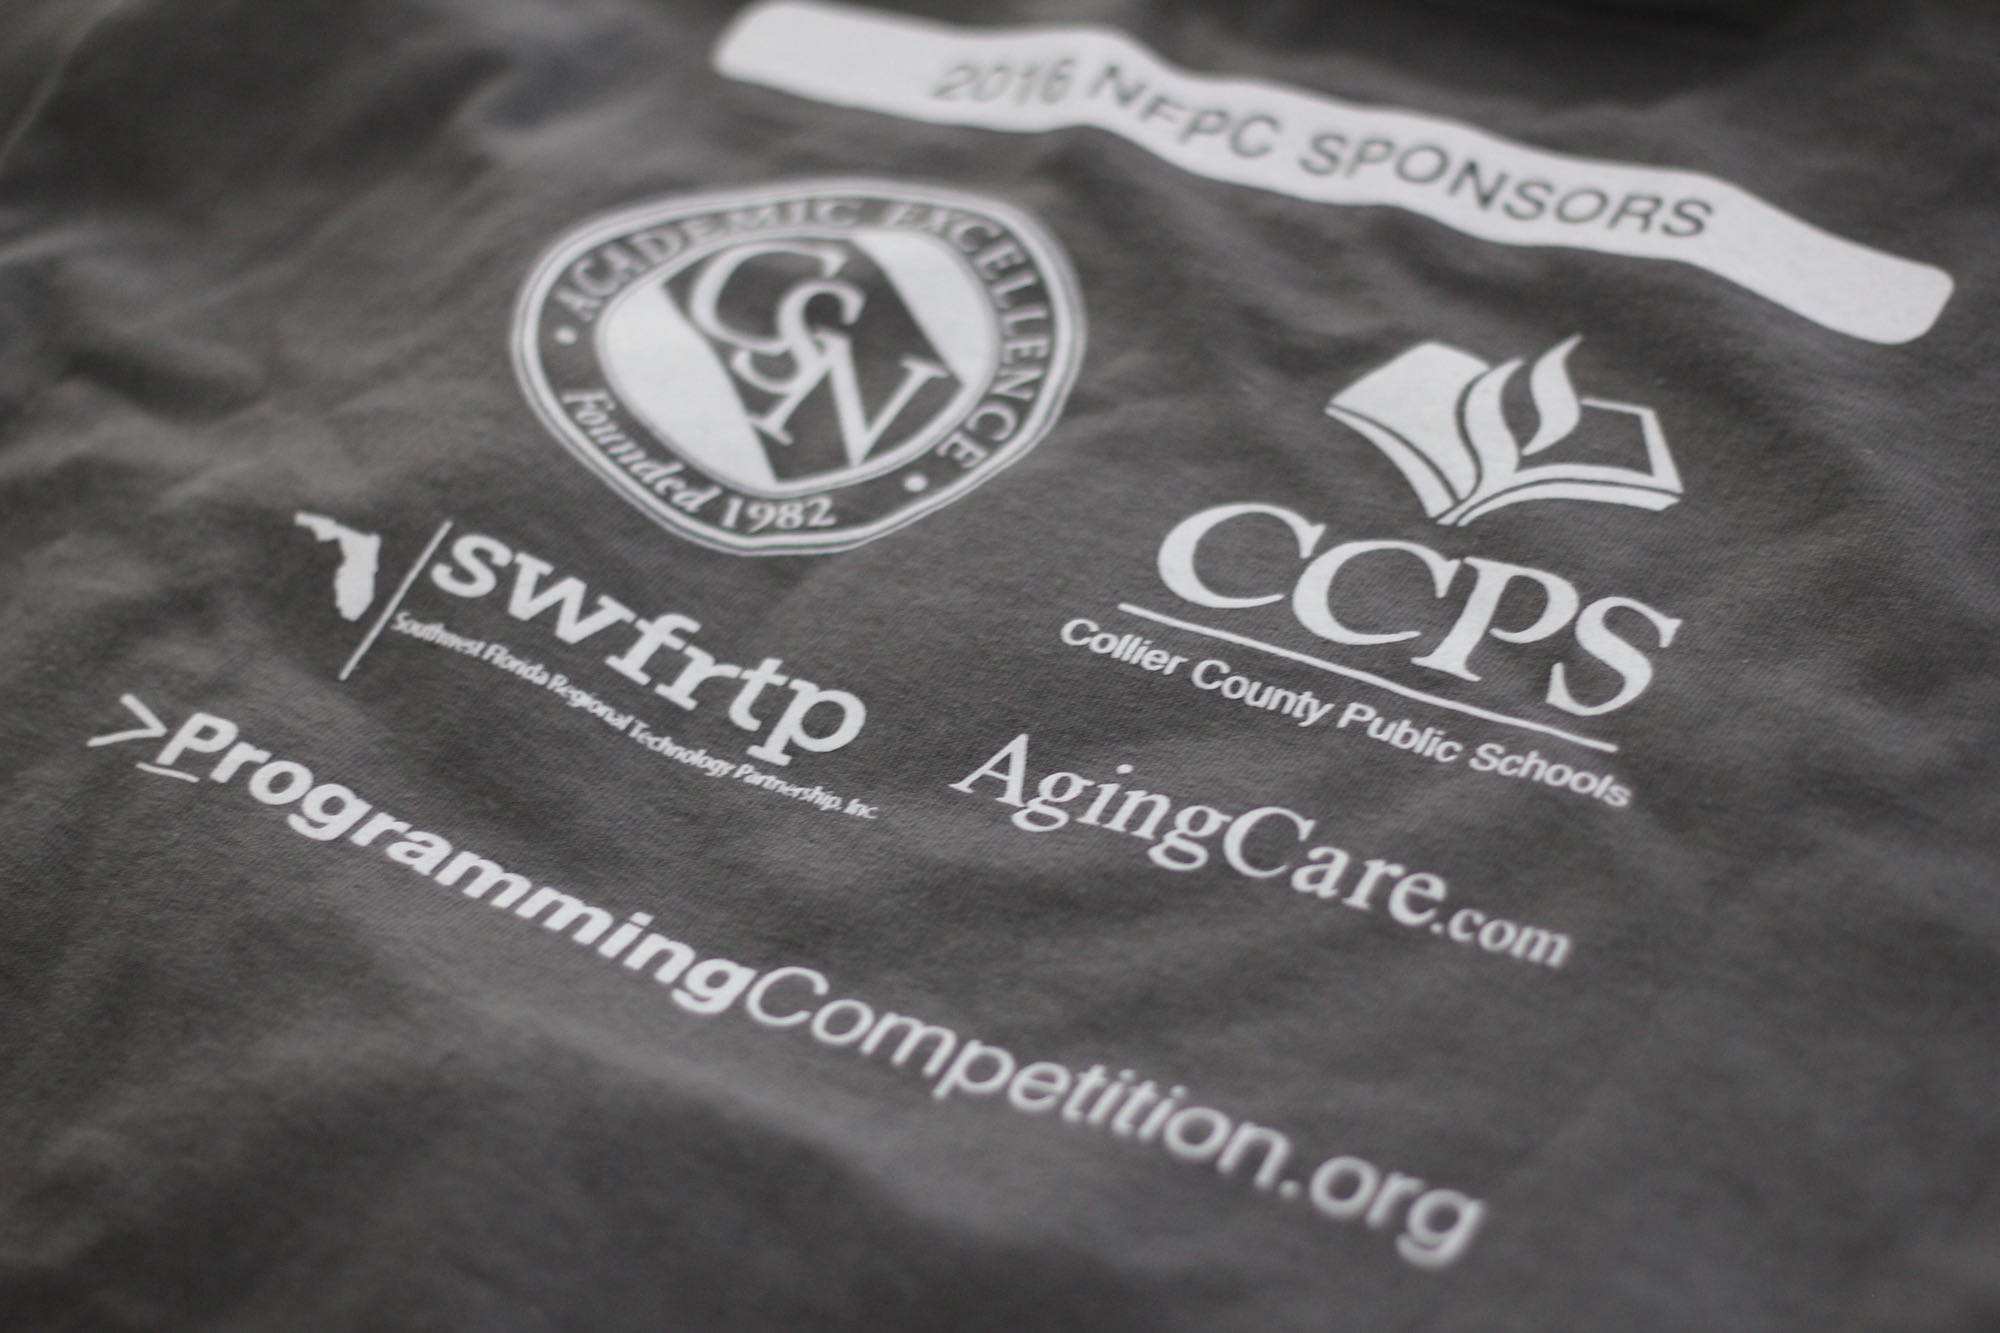 2016 NFPC SPONSORS
ACADEMIC EXCELLENCE
CSN
Founded 1982
CCPS
Collier County Public Schools
swfrtp
Southwest Florida Regional Technology Partnership, Inc.
AgingCare.com
>ProgrammingCompetition.org